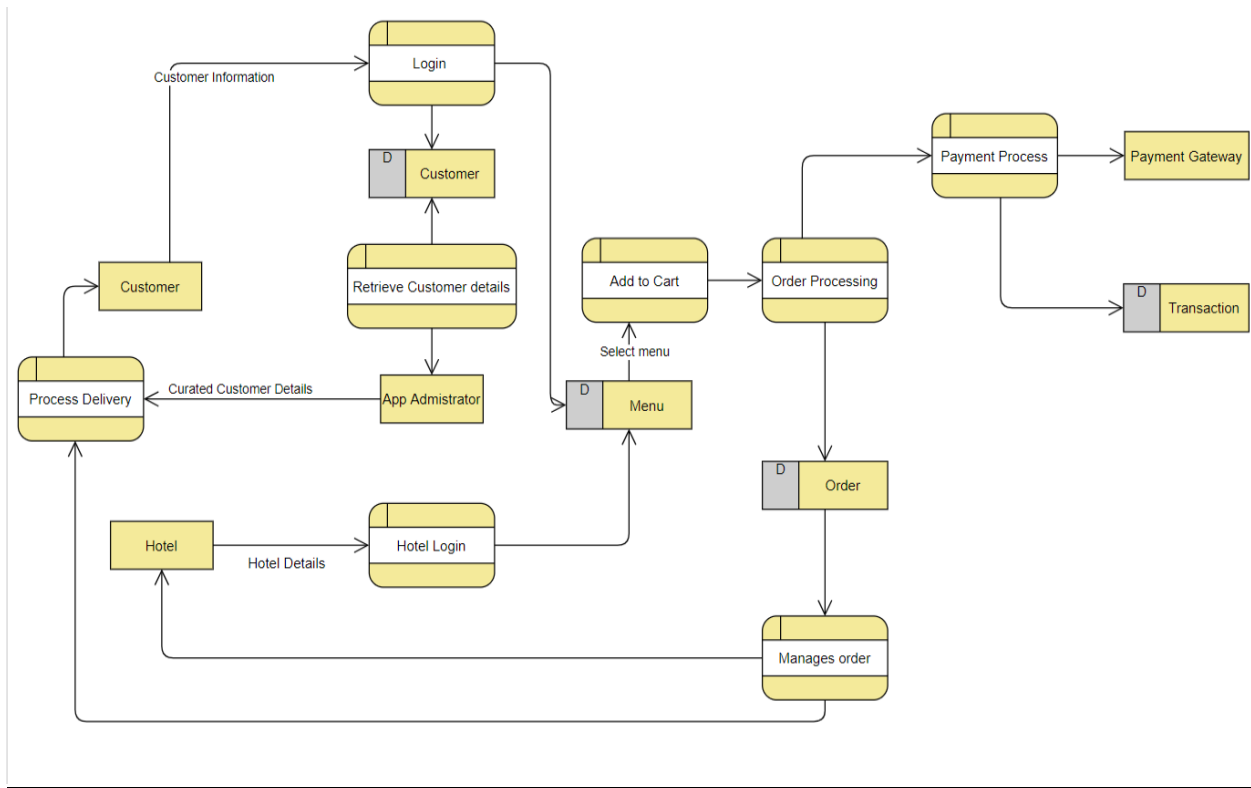 Login
Customer Information
D
Customer
Payment Process
Payment Gateway
Customer
Retrieve Customer details
Add to Cart
Order Processing
D
Transaction
Select menu
Process Delivery
Curated Customer Details
App Admistrator
D
Menu
D
Order
Hotel
Hotel Details
Hotel Login
Manages order